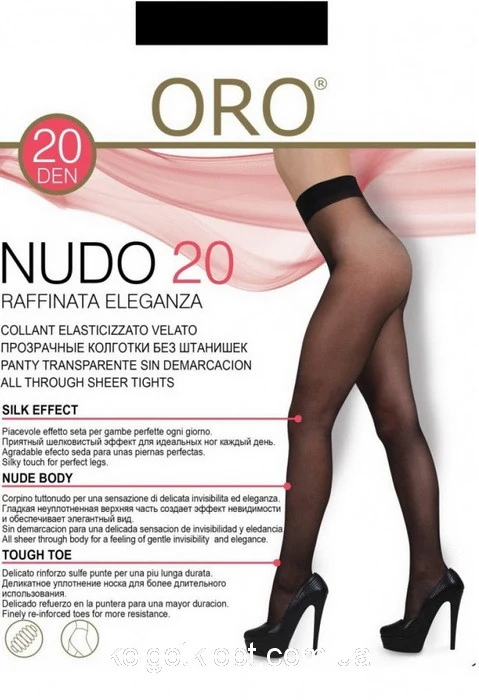 ORO®
20
DEN
NUDO 20
RAFFINATA ELEGANZA
COLLANT ELASTICIZZATO VELATO
ПРОЗРАЧНЫЕ КОЛГОТКИ БЕЗ ШТАНИШЕК
PANTY TRANSPARENTE SIN DEMARCACION
ALL THROUGH SHEER TIGHTS
SILK EFFECT
Piacevole effetto seta per gambe perfette ogni giorno.
Приятный шелковистый эффект для идеальных ног каждый день.
Agradable efecto seda para unas piernas perfectas.
Silky touch for perfect legs.
NUDE BODY
Corpino tuttonudo per una sensazione di delicata invisibilita ed eleganza.
Гладкая неуплотненная верхняя часть создает эффект невидимости
и обеспечивает элегантный вид.
Sin demarcacion para una delicada sensacion de invisibilidad y eledancia.
All sheer through body for a feeling of gentle invisibility and elegance.
TOUGH TOE
Delicato rinforzo sulfe punte per una piu lunga durata.
Деликатное уплотнение носка для более длительного
использования.
Delicado refuerzo en la puntera para una mayor duracion.
Finely re-inforced toes for more resistance.
kolgotki-opt.com.ua